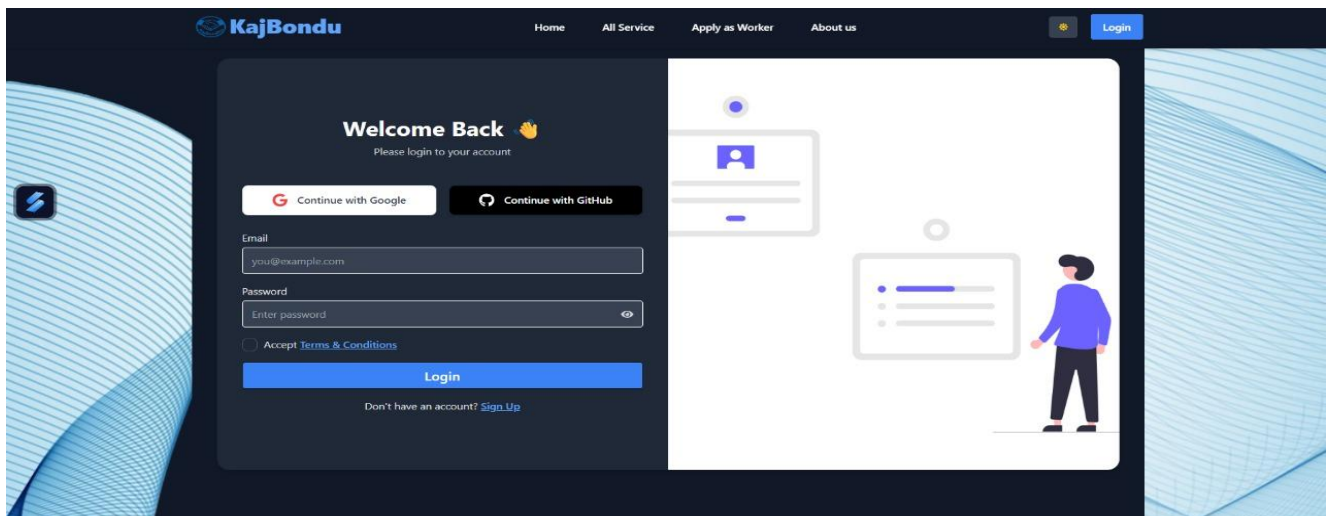 KajBondu Home All Service Apply as Worker About us Login
Welcome Back 👋
Please login to your account
Continue with Google Continue with GitHub
Email
you@example.com
Password
Enter password
Accept Terms & Conditions
Login
Don't have an account? Sign Up